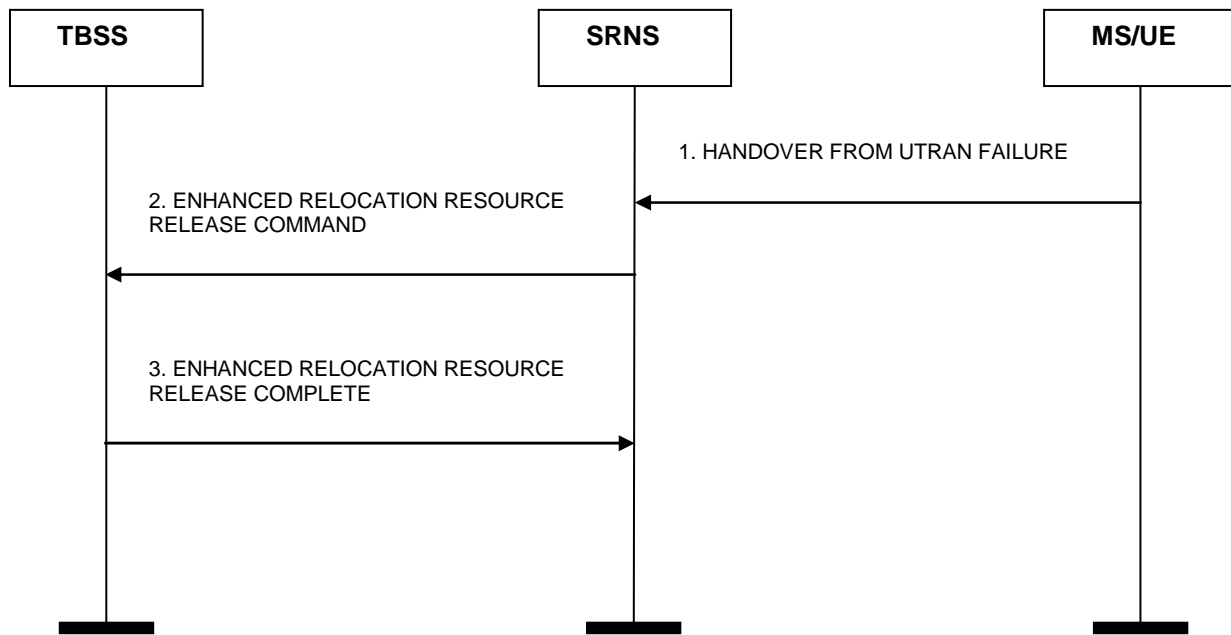 TBSS
SRNS
MS/UE
1. HANDOVER FROM UTRAN FAILURE
2. ENHANCED RELOCATION RESOURCE
RELEASE COMMAND
3. ENHANCED RELOCATION RESOURCE
RELEASE COMPLETE